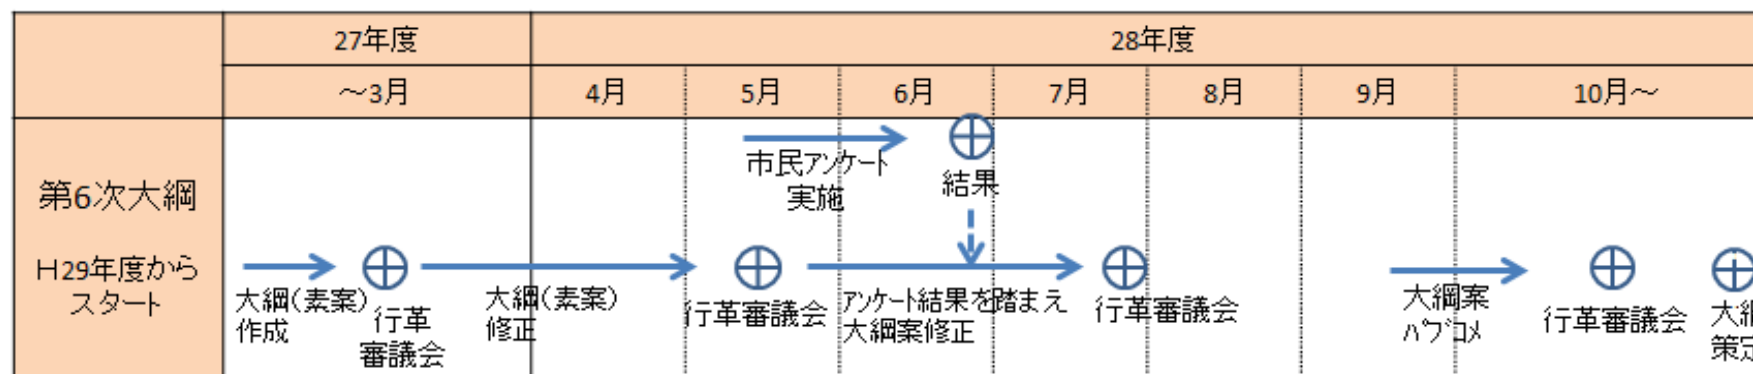 27年度
28年度
～3月
4月
5月
6月
7月
8月
9月
10月～
第6次大綱
H29年度から
スタート
市民ｱﾝｹｰﾄ
実施
結果
大綱(素案)
作成
行革
審議会
大綱(素案)
修正
行革審議会
ｱﾝｹｰﾄ結果を踏まえ
大綱案修正
行革審議会
大綱案
ﾊﾟﾌﾞｺﾒ
行革審議会
大綱
策定